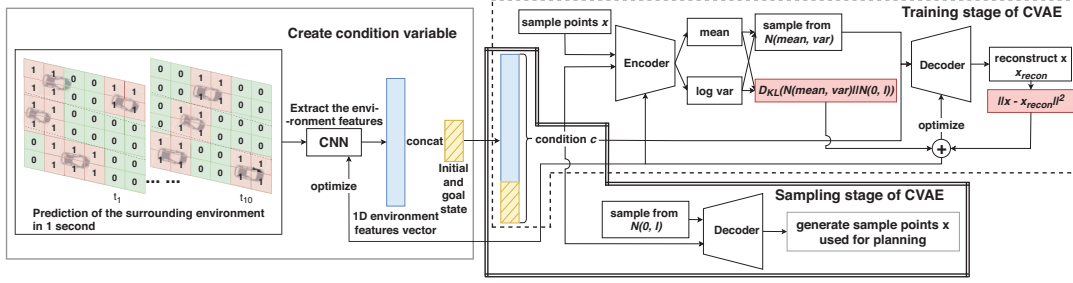 Create condition variable
Training stage of CVAE
sample points x
Encoder
mean
log var
sample from
N(mean, var)
D_KL(N(mean, var)||N(0, I))
Decoder
reconstruct x
x_recon
||x - x_recon||²
optimize
+
Extract the envi-
-ronment features
CNN
optimize
concat
1D environment
features vector
Initial
and
goal
state
condition c
t₁
... ...
t₁₀
Prediction of the surrounding environment
in 1 second
Sampling stage of CVAE
sample from
N(0, I)
Decoder
generate sample points x
used for planning